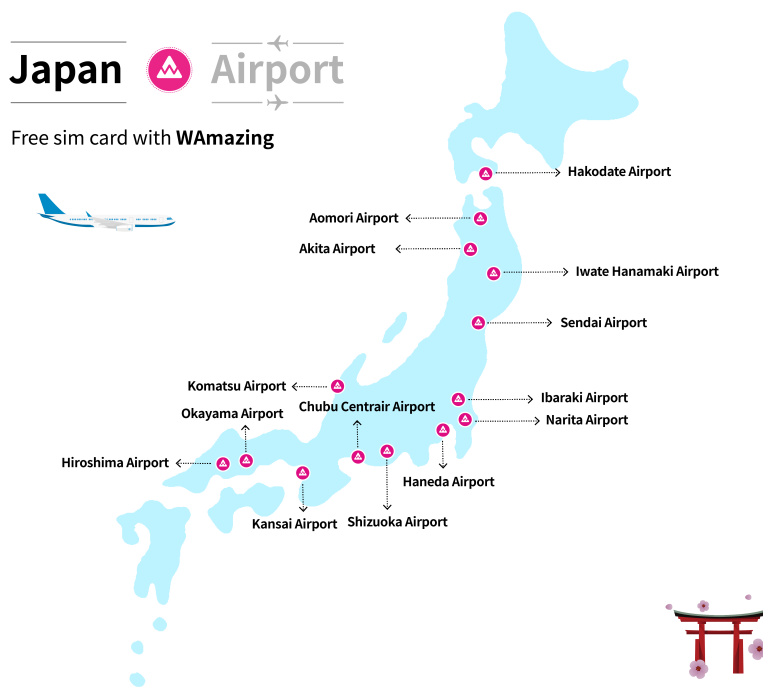 Japan Airport
Free sim card with WAmazing
Hakodate Airport
Aomori Airport
Akita Airport
Iwate Hanamaki Airport
Sendai Airport
Komatsu Airport
Ibaraki Airport
Chubu Centrair Airport
Okayama Airport
Narita Airport
Hiroshima Airport
Haneda Airport
Kansai Airport
Shizuoka Airport